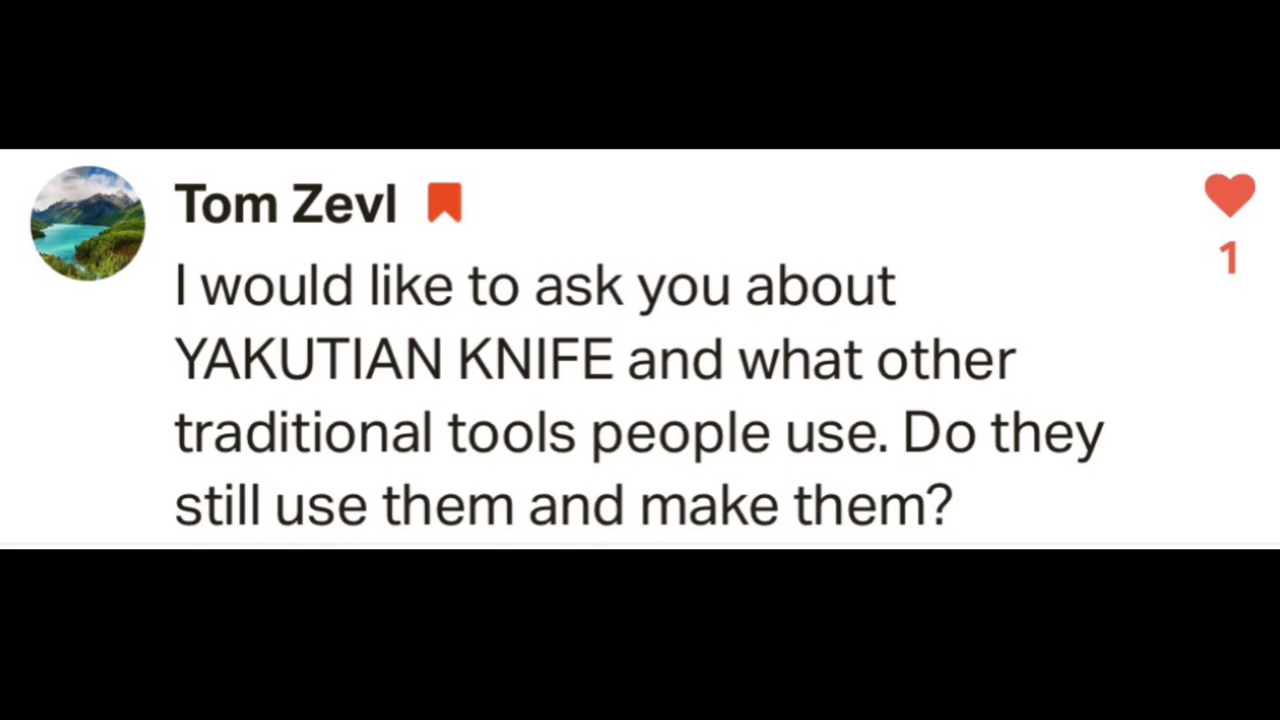 Tom Zevl
1
I would like to ask you about
YAKUTIAN KNIFE and what other
traditional tools people use. Do they
still use them and make them?